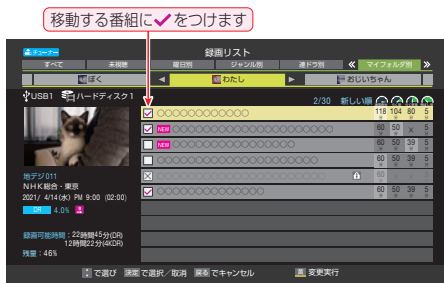 移動する番組に✓をつけます
録画リスト
すべて 未視聴 曜日別 ジャンル別 連ドラ別 マイフォルダ別
ぼく わたし おじいちゃん
USB1 ハードディスク1
2/30 新しい順
○○○○○○○○○○○○ 118 104 80 5
NEW ○○○○○○○○○○○○○○○○○○○○○○ 60 50 × 5
NEW ○○○○○○○○○○○○○○○ 60 50 39 5
○○○○○○○○○○○○○○○○○○○○○○ 60 50 39 5
60
60 50 39 5
地デジ011
NHK総合・東京
2021/ 4/14(水) PM 9:00 (02:00)
DR 4.0%
録画可能時間：22時間45分(DR)
12時間22分(4KDR)
残量：46%
で選び 決定 で選択／取消 戻る でキャンセル 黒 変更実行